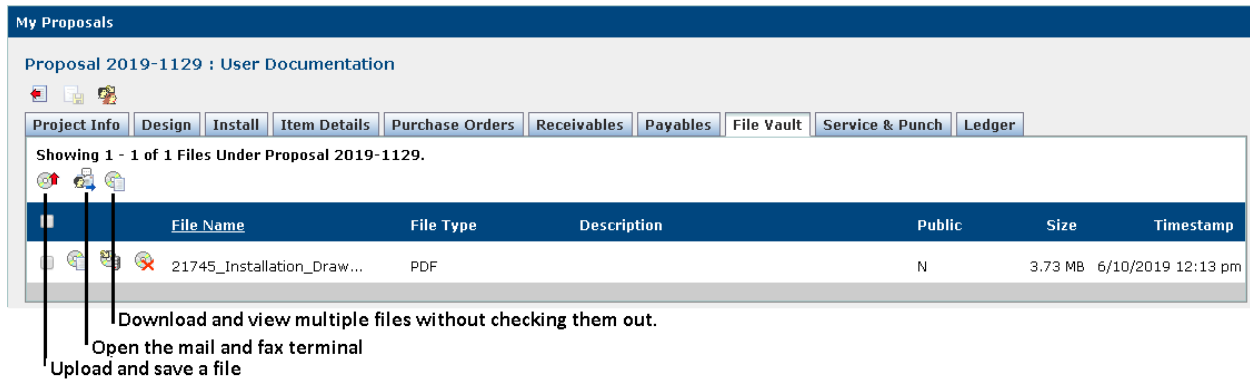 My Proposals
Proposal 2019-1129 : User Documentation
Project Info Design Install Item Details Purchase Orders Receivables Payables File Vault Service & Punch Ledger
Showing 1 - 1 of 1 Files Under Proposal 2019-1129.
File Name File Type Description Public Size Timestamp
21745_Installation_Draw... PDF N 3.73 MB 6/10/2019 12:13 pm
Download and view multiple files without checking them out.
Open the mail and fax terminal
Upload and save a file